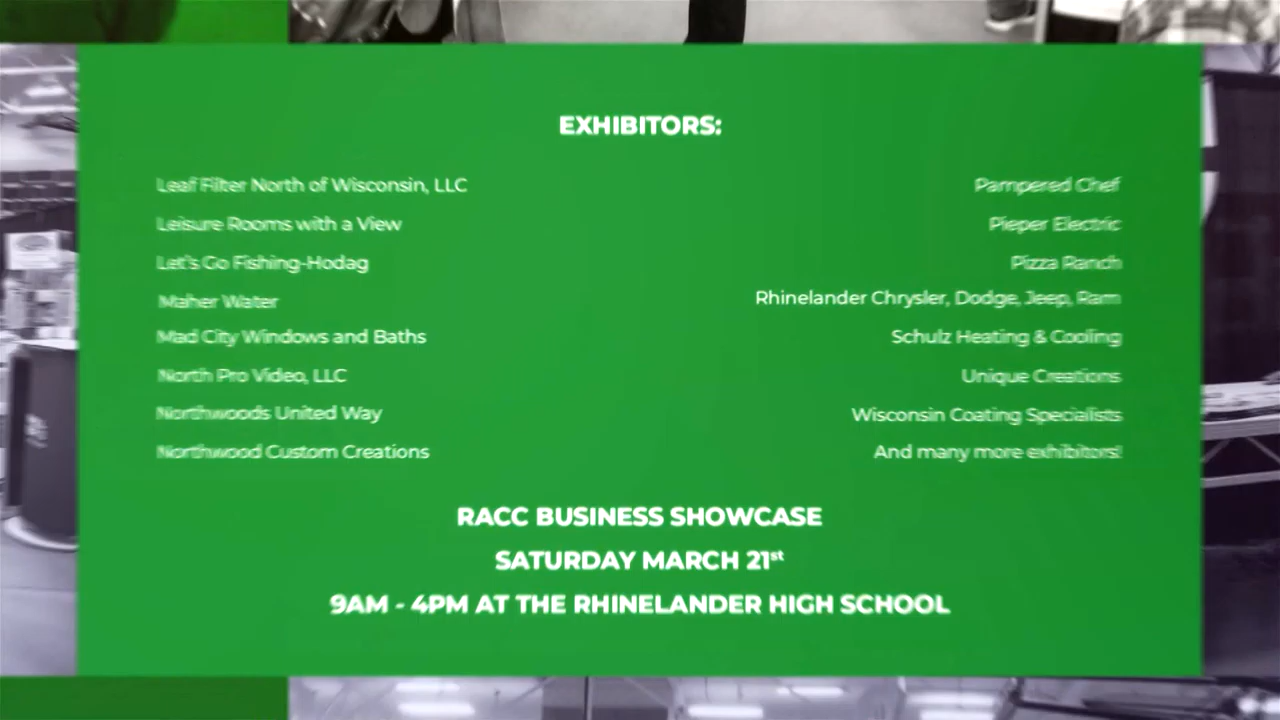 EXHIBITORS:
Leaf Filter North of Wisconsin, LLC
Leisure Rooms with a View
Let's Go Fishing-Hodag
Maher Water
Mad City Windows and Baths
North Pro Video, LLC
Northwoods United Way
Northwood Custom Creations
Pampered Chef
Pieper Electric
Pizza Ranch
Rhinelander Chrysler, Dodge, Jeep, Ram
Schulz Heating & Cooling
Unique Creations
Wisconsin Coating Specialists
And many more exhibitors!
RACC BUSINESS SHOWCASE
SATURDAY MARCH 21st
9AM - 4PM AT THE RHINELANDER HIGH SCHOOL